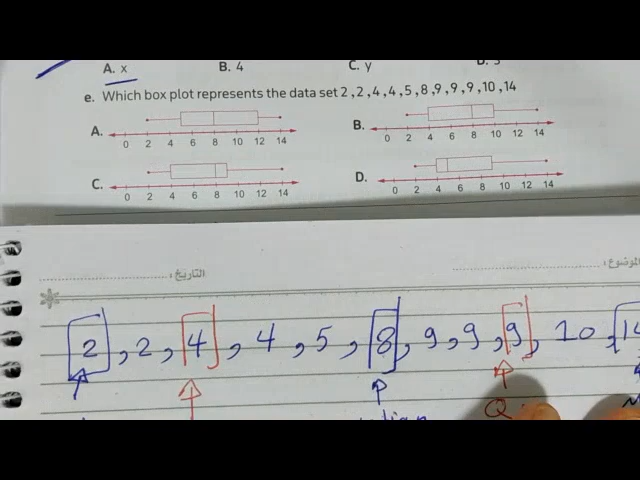 A. x B. 4 C. y
e. Which box plot represents the data set 2,2,4,4,5,8,9,9,9,10,14
A. 0 2 4 6 8 10 12 14
B. 0 2 4 6 8 10 12 14
C. 0 2 4 6 8 10 12 14
D. 0 2 4 6 8 10 12 14
التاريخ: الموضوع:
2,2,4,4,5,8,9,9,9,10,14
Q